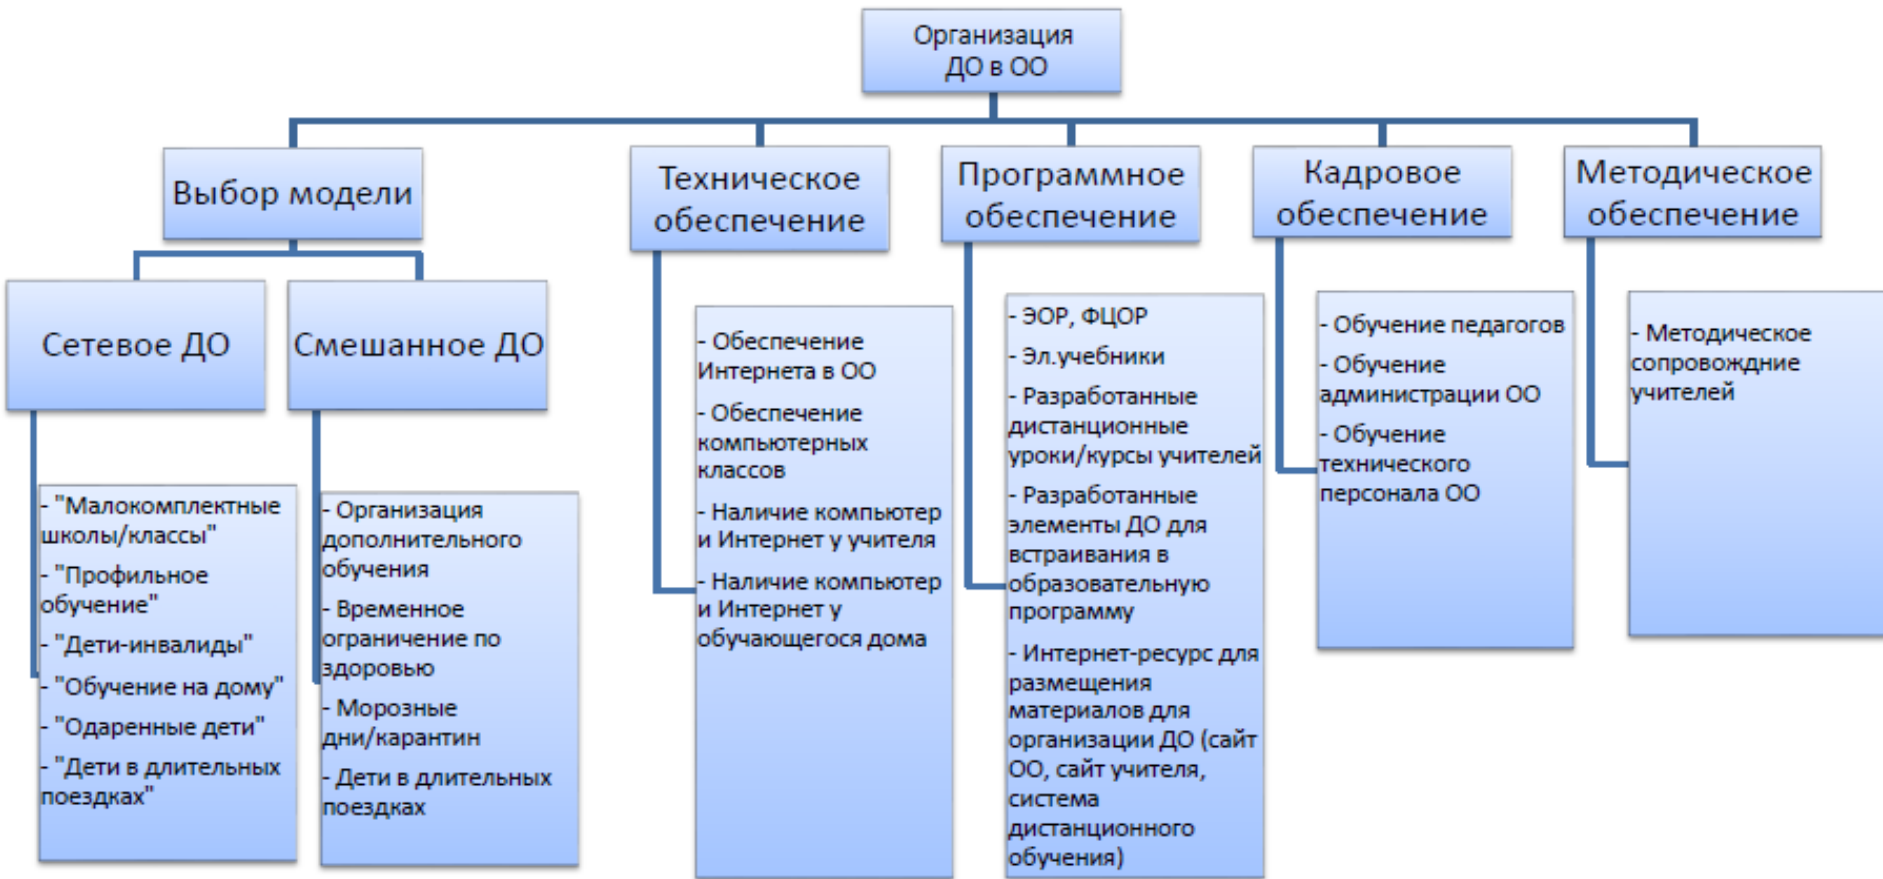 Организация
ДО в ОО
Выбор модели
Техническое
обеспечение
Программное
обеспечение
Кадровое
обеспечение
Методическое
обеспечение
Сетевое ДО
Смешанное ДО
- "Малокомплектные
школы/классы"
- "Профильное
обучение"
- "Дети-инвалиды"
- "Обучение на дому"
- "Одаренные дети"
- "Дети в длительных
поездках"
- Организация
дополнительного
обучения
- Временное
ограничение по
здоровью
- Морозные
дни/карантин
- Дети в длительных
поездках
- Обеспечение
Интернета в ОО
- Обеспечение
компьютерных
классов
- Наличие компьютер
и Интернет у учителя
- Наличие компьютер
и Интернет у
обучающегося дома
- ЭОР, ФЦОР
- Эл.учебники
- Разработанные
дистанционные
уроки/курсы учителей
- Разработанные
элементы ДО для
встраивания в
образовательную
программу
- Интернет-ресурс для
размещения
материалов для
организации ДО (сайт
ОО, сайт учителя,
система
дистанционного
обучения)
- Обучение педагогов
- Обучение
администрации ОО
- Обучение
технического
персонала ОО
- Методическое
сопровождние
учителей